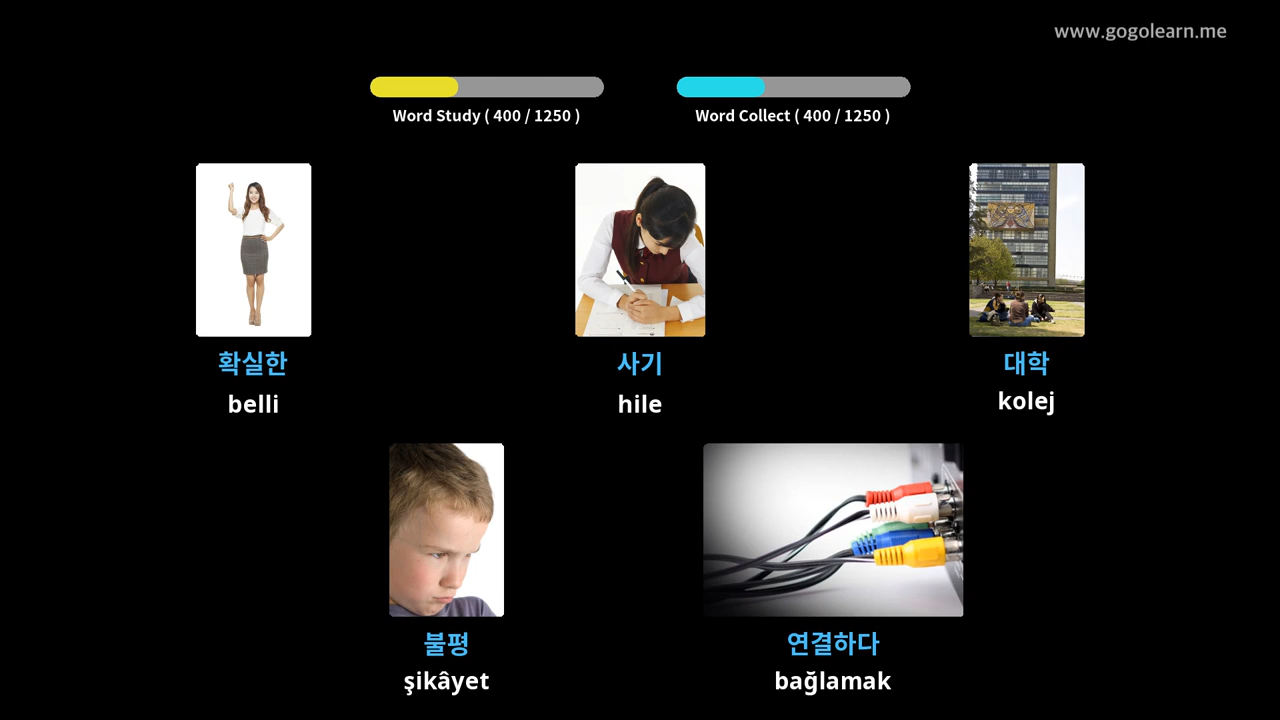 www.gogolearn.me
Word Study ( 400 / 1250 )
Word Collect ( 400 / 1250 )
확실한
belli
사기
hile
대학
kolej
불평
şikâyet
연결하다
bağlamak